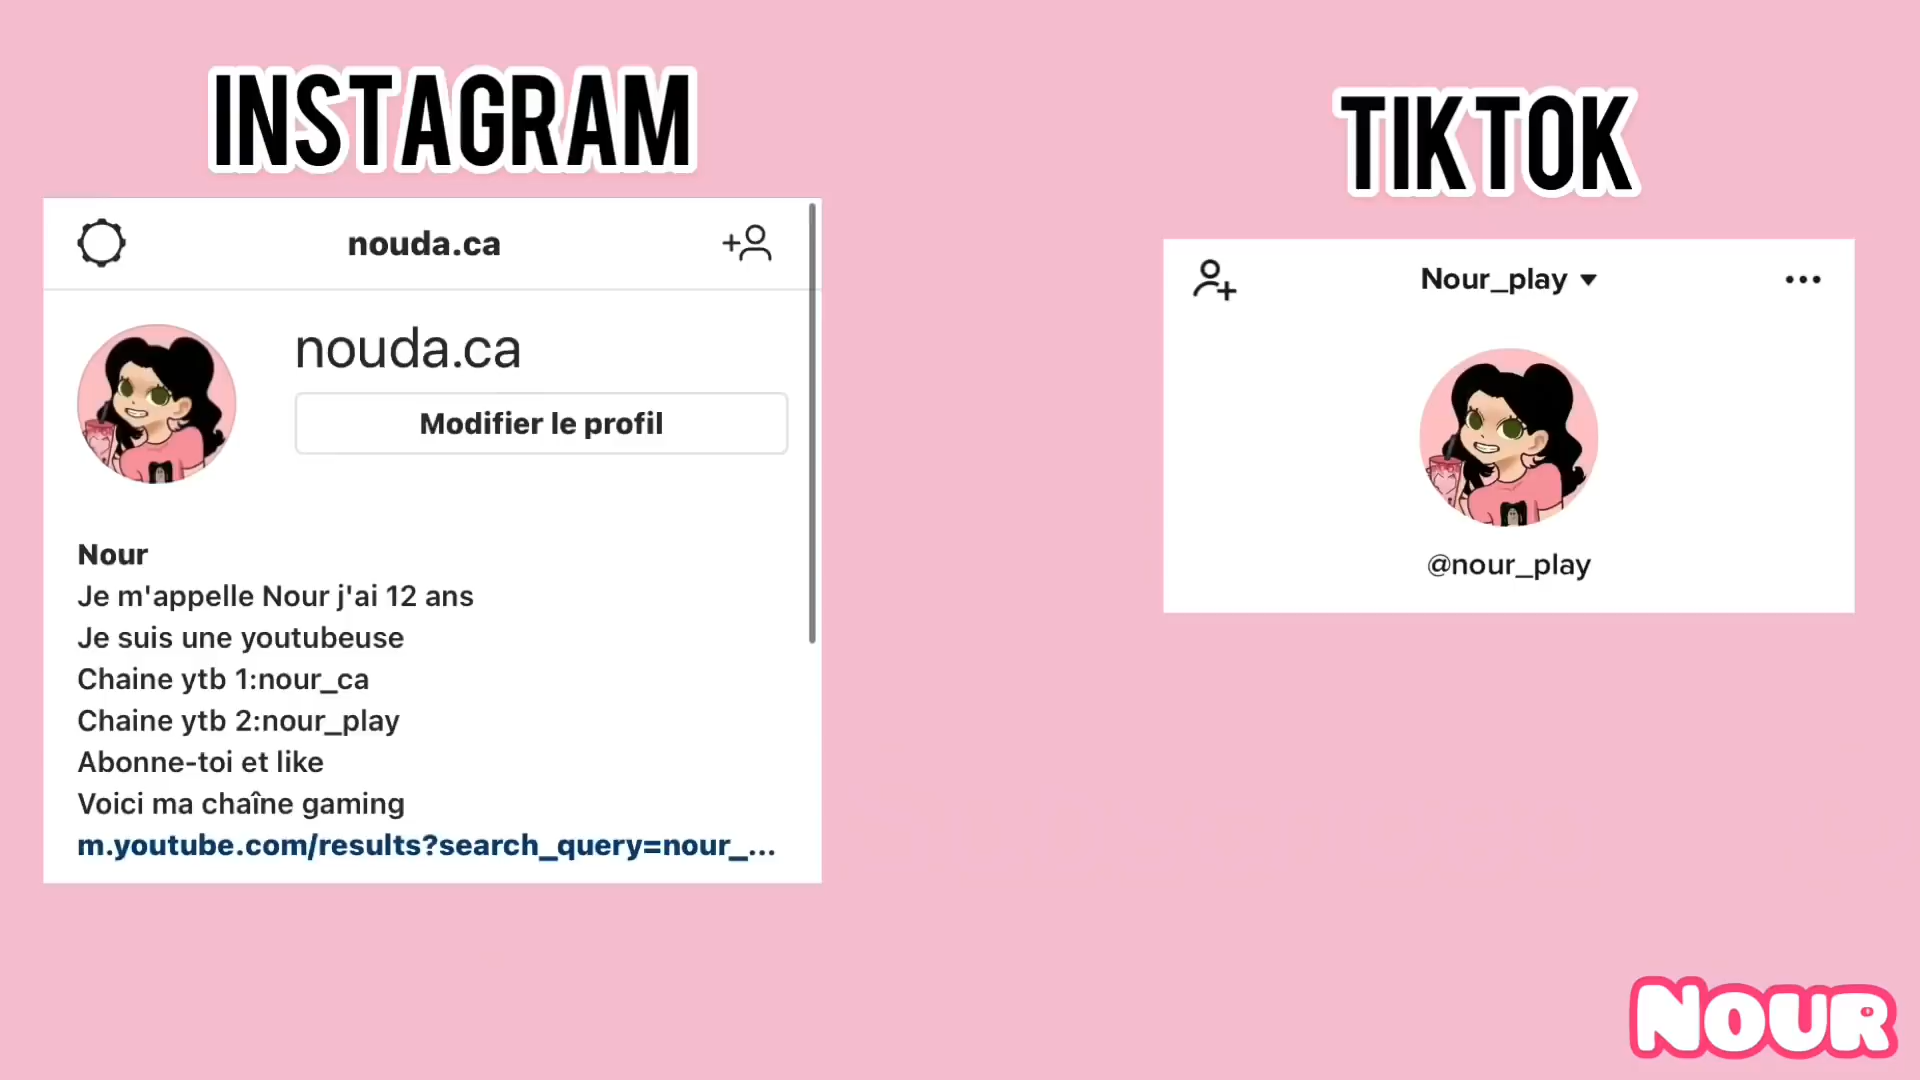 INSTAGRAM
nouda.ca
nouda.ca
Modifier le profil
Nour
Je m'appelle Nour j'ai 12 ans
Je suis une youtubeuse
Chaine ytb 1:nour_ca
Chaine ytb 2:nour_play
Abonne-toi et like
Voici ma chaîne gaming
m.youtube.com/results?search_query=nour_...
TIKTOK
Nour_play
@nour_play
NOUR